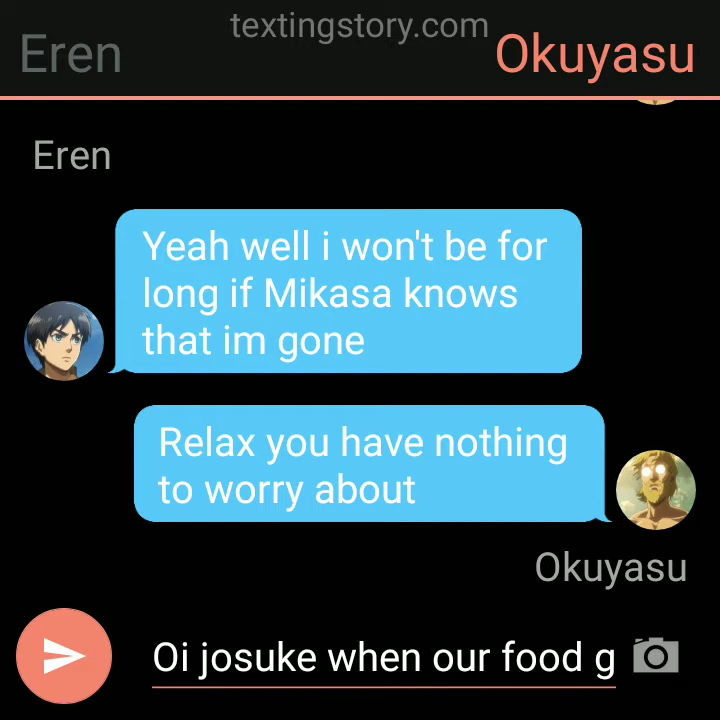 textingstory.com
Eren
Okuyasu
Eren
Yeah well i won't be for
long if Mikasa knows
that im gone
Relax you have nothing
to worry about
Okuyasu
Oi josuke when our food g